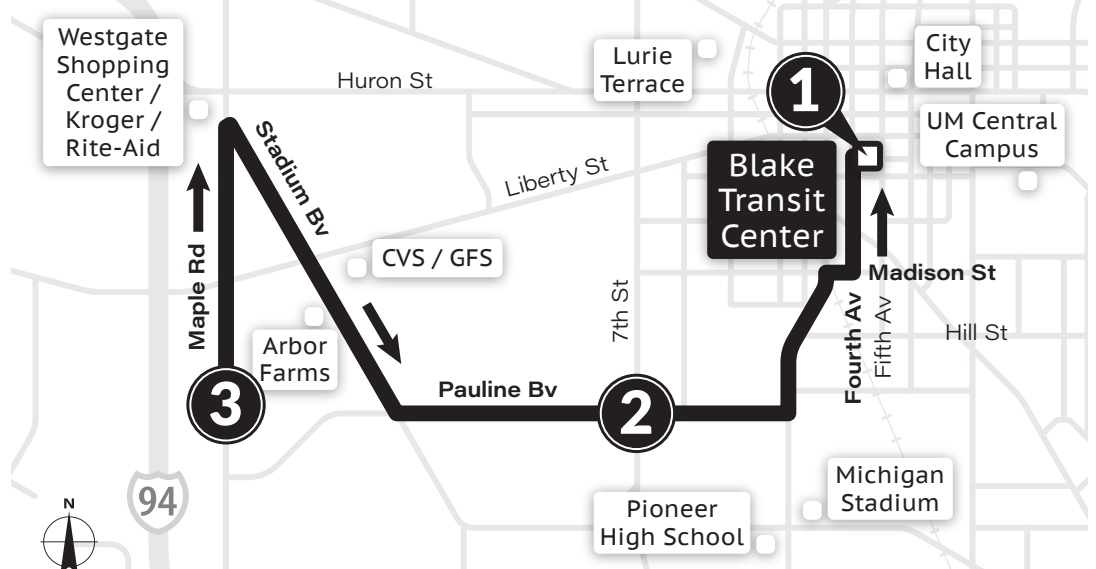 Westgate
Shopping
Center /
Kroger /
Rite-Aid
Huron St
Lurie
Terrace
1
City
Hall
UM Central
Campus
Stadium Bv
Liberty St
Blake
Transit
Center
Maple Rd
CVS / GFS
Madison St
7th St
Fourth Av
Fifth Av
Hill St
Arbor
Farms
3
Pauline Bv
2
94
Michigan
Stadium
Pioneer
High School
N